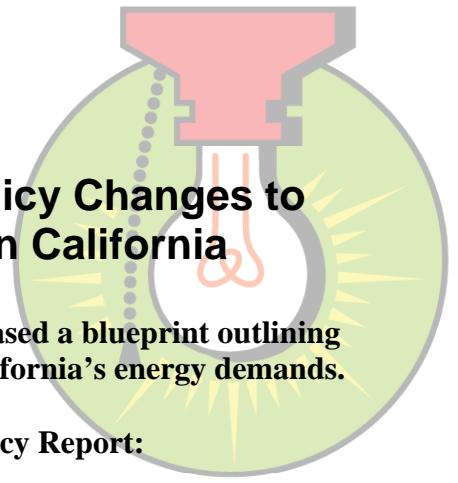 icy Changes to
n California
ased a blueprint outlining
fornia's energy demands.
cy Report: